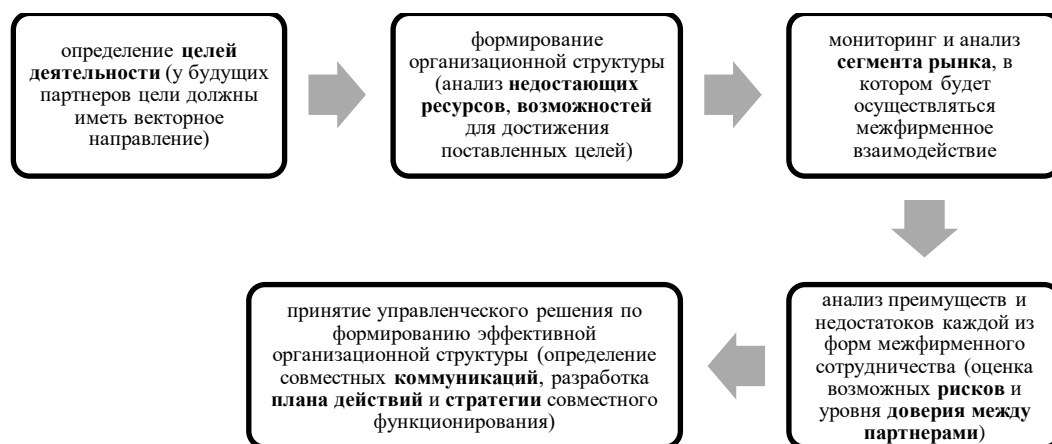 определение целей
деятельности (у будущих
партнеров цели должны
иметь векторное
направление)
формирование
организационной структуры
(анализ недостающих
ресурсов, возможностей
для достижения
поставленных целей)
мониторинг и анализ
сегмента рынка, в
котором будет
осуществляться
межфирменное
взаимодействие
анализ преимуществ и
недостатоков каждой из
форм межфирменного
сотрудничества (оценка
возможных рисков и
уровня доверия между
партнерами)
принятие управленческого решения по
формированию эффективной
организационной структуры (определение
совместных коммуникаций, разработка
плана действий и стратегии совместного
функционирования)